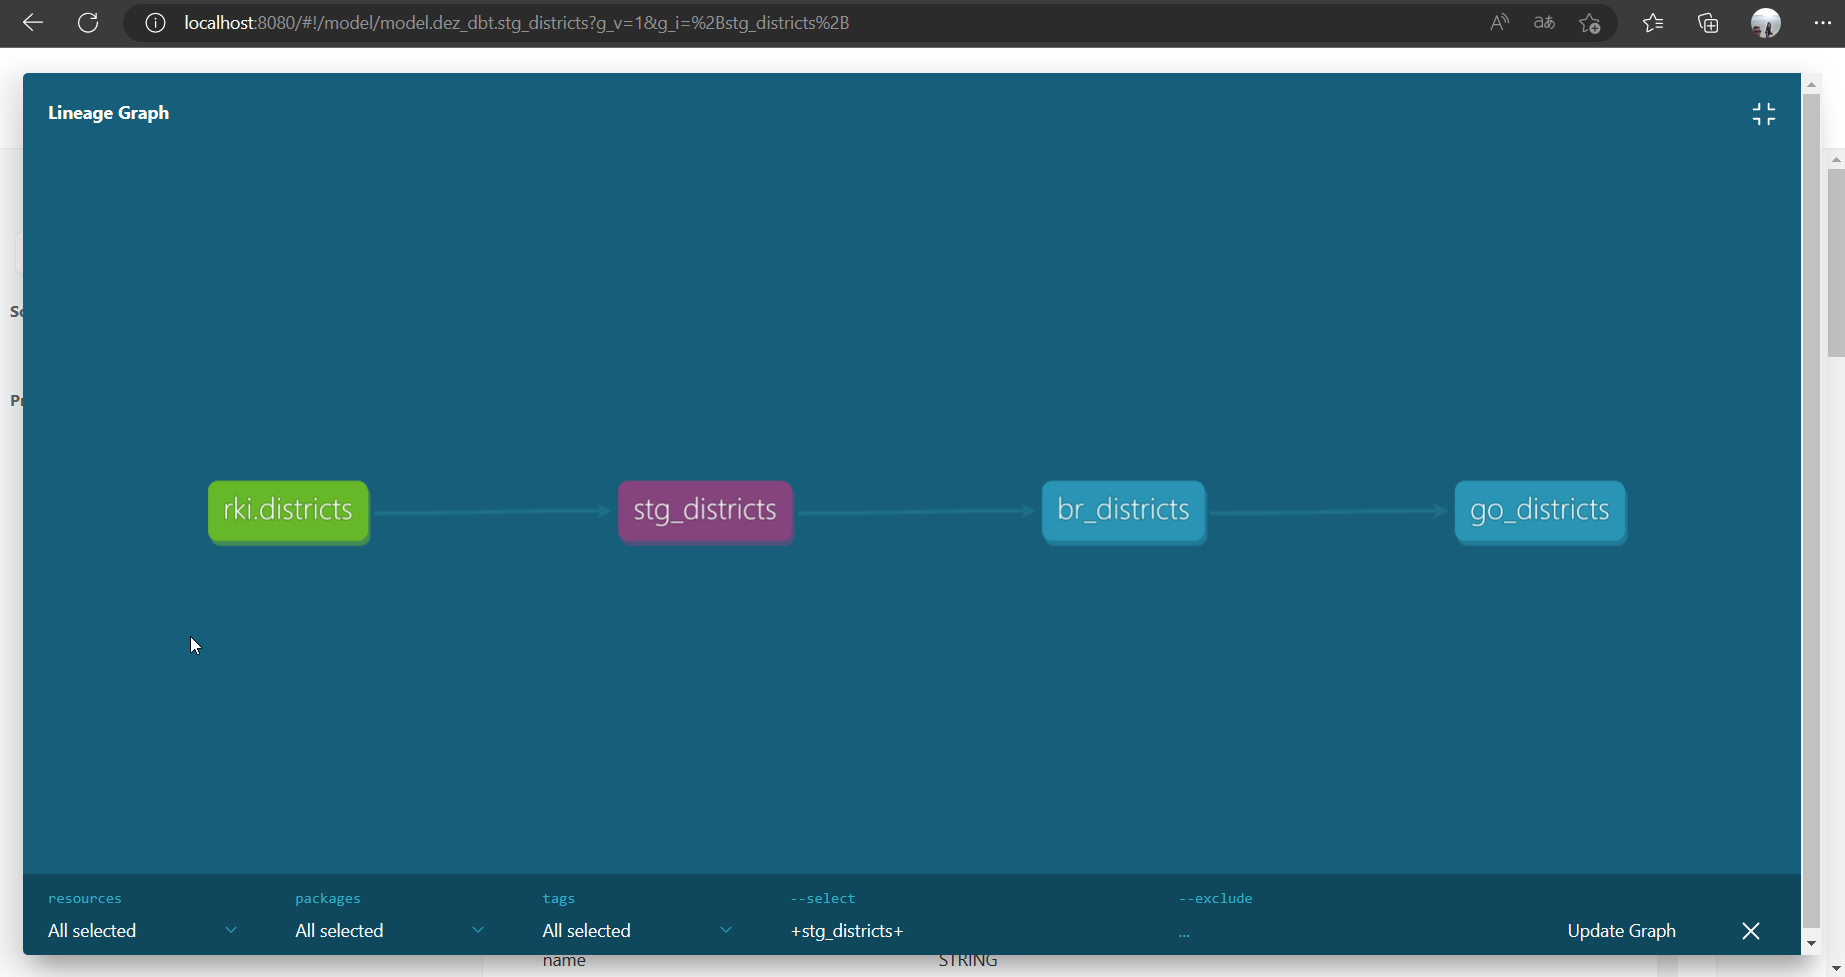 localhost:8080/#!/model/model.dez_dbt.stg_districts?g_v=1&g_i=%2Bstg_districts%2B
Lineage Graph
rki.districts
stg_districts
br_districts
go_districts
resources packages tags --select --exclude
All selected All selected All selected +stg_districts+ ... Update Graph
name STRING